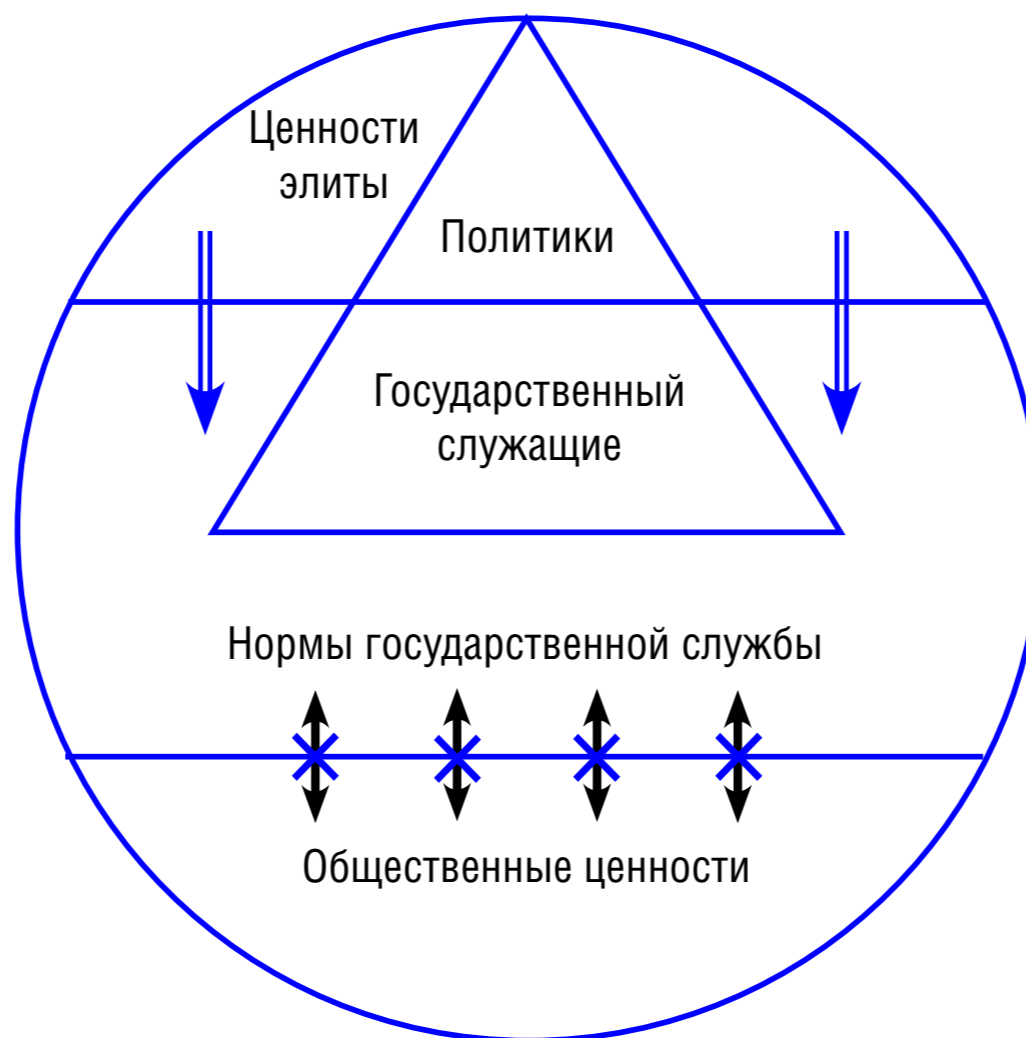 Ценности
элиты
Политики
Государственный
служащие
Нормы государственной службы
Общественные ценности